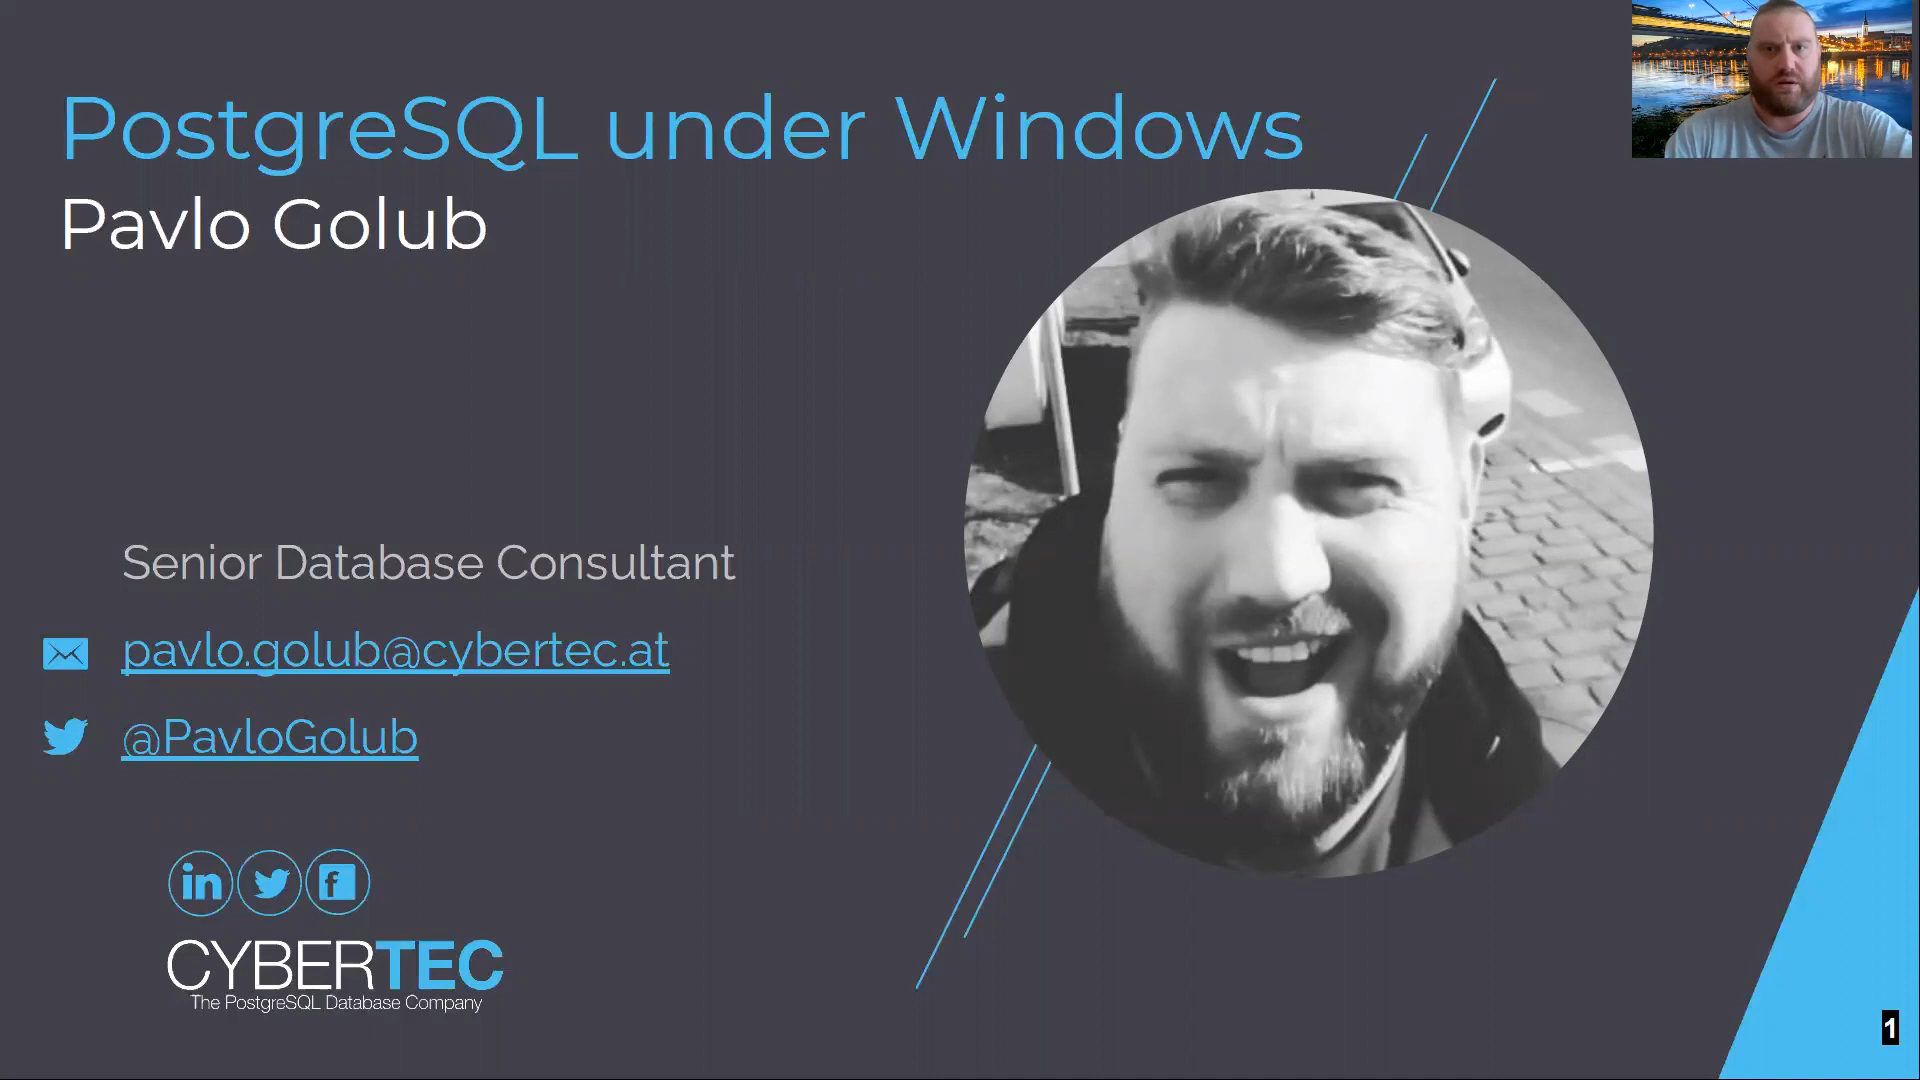 PostgreSQL under Windows
Pavlo Golub
Senior Database Consultant
pavlo.golub@cybertec.at
@PavloGolub
in f
CYBERTEC
The PostgreSQL Database Company
1